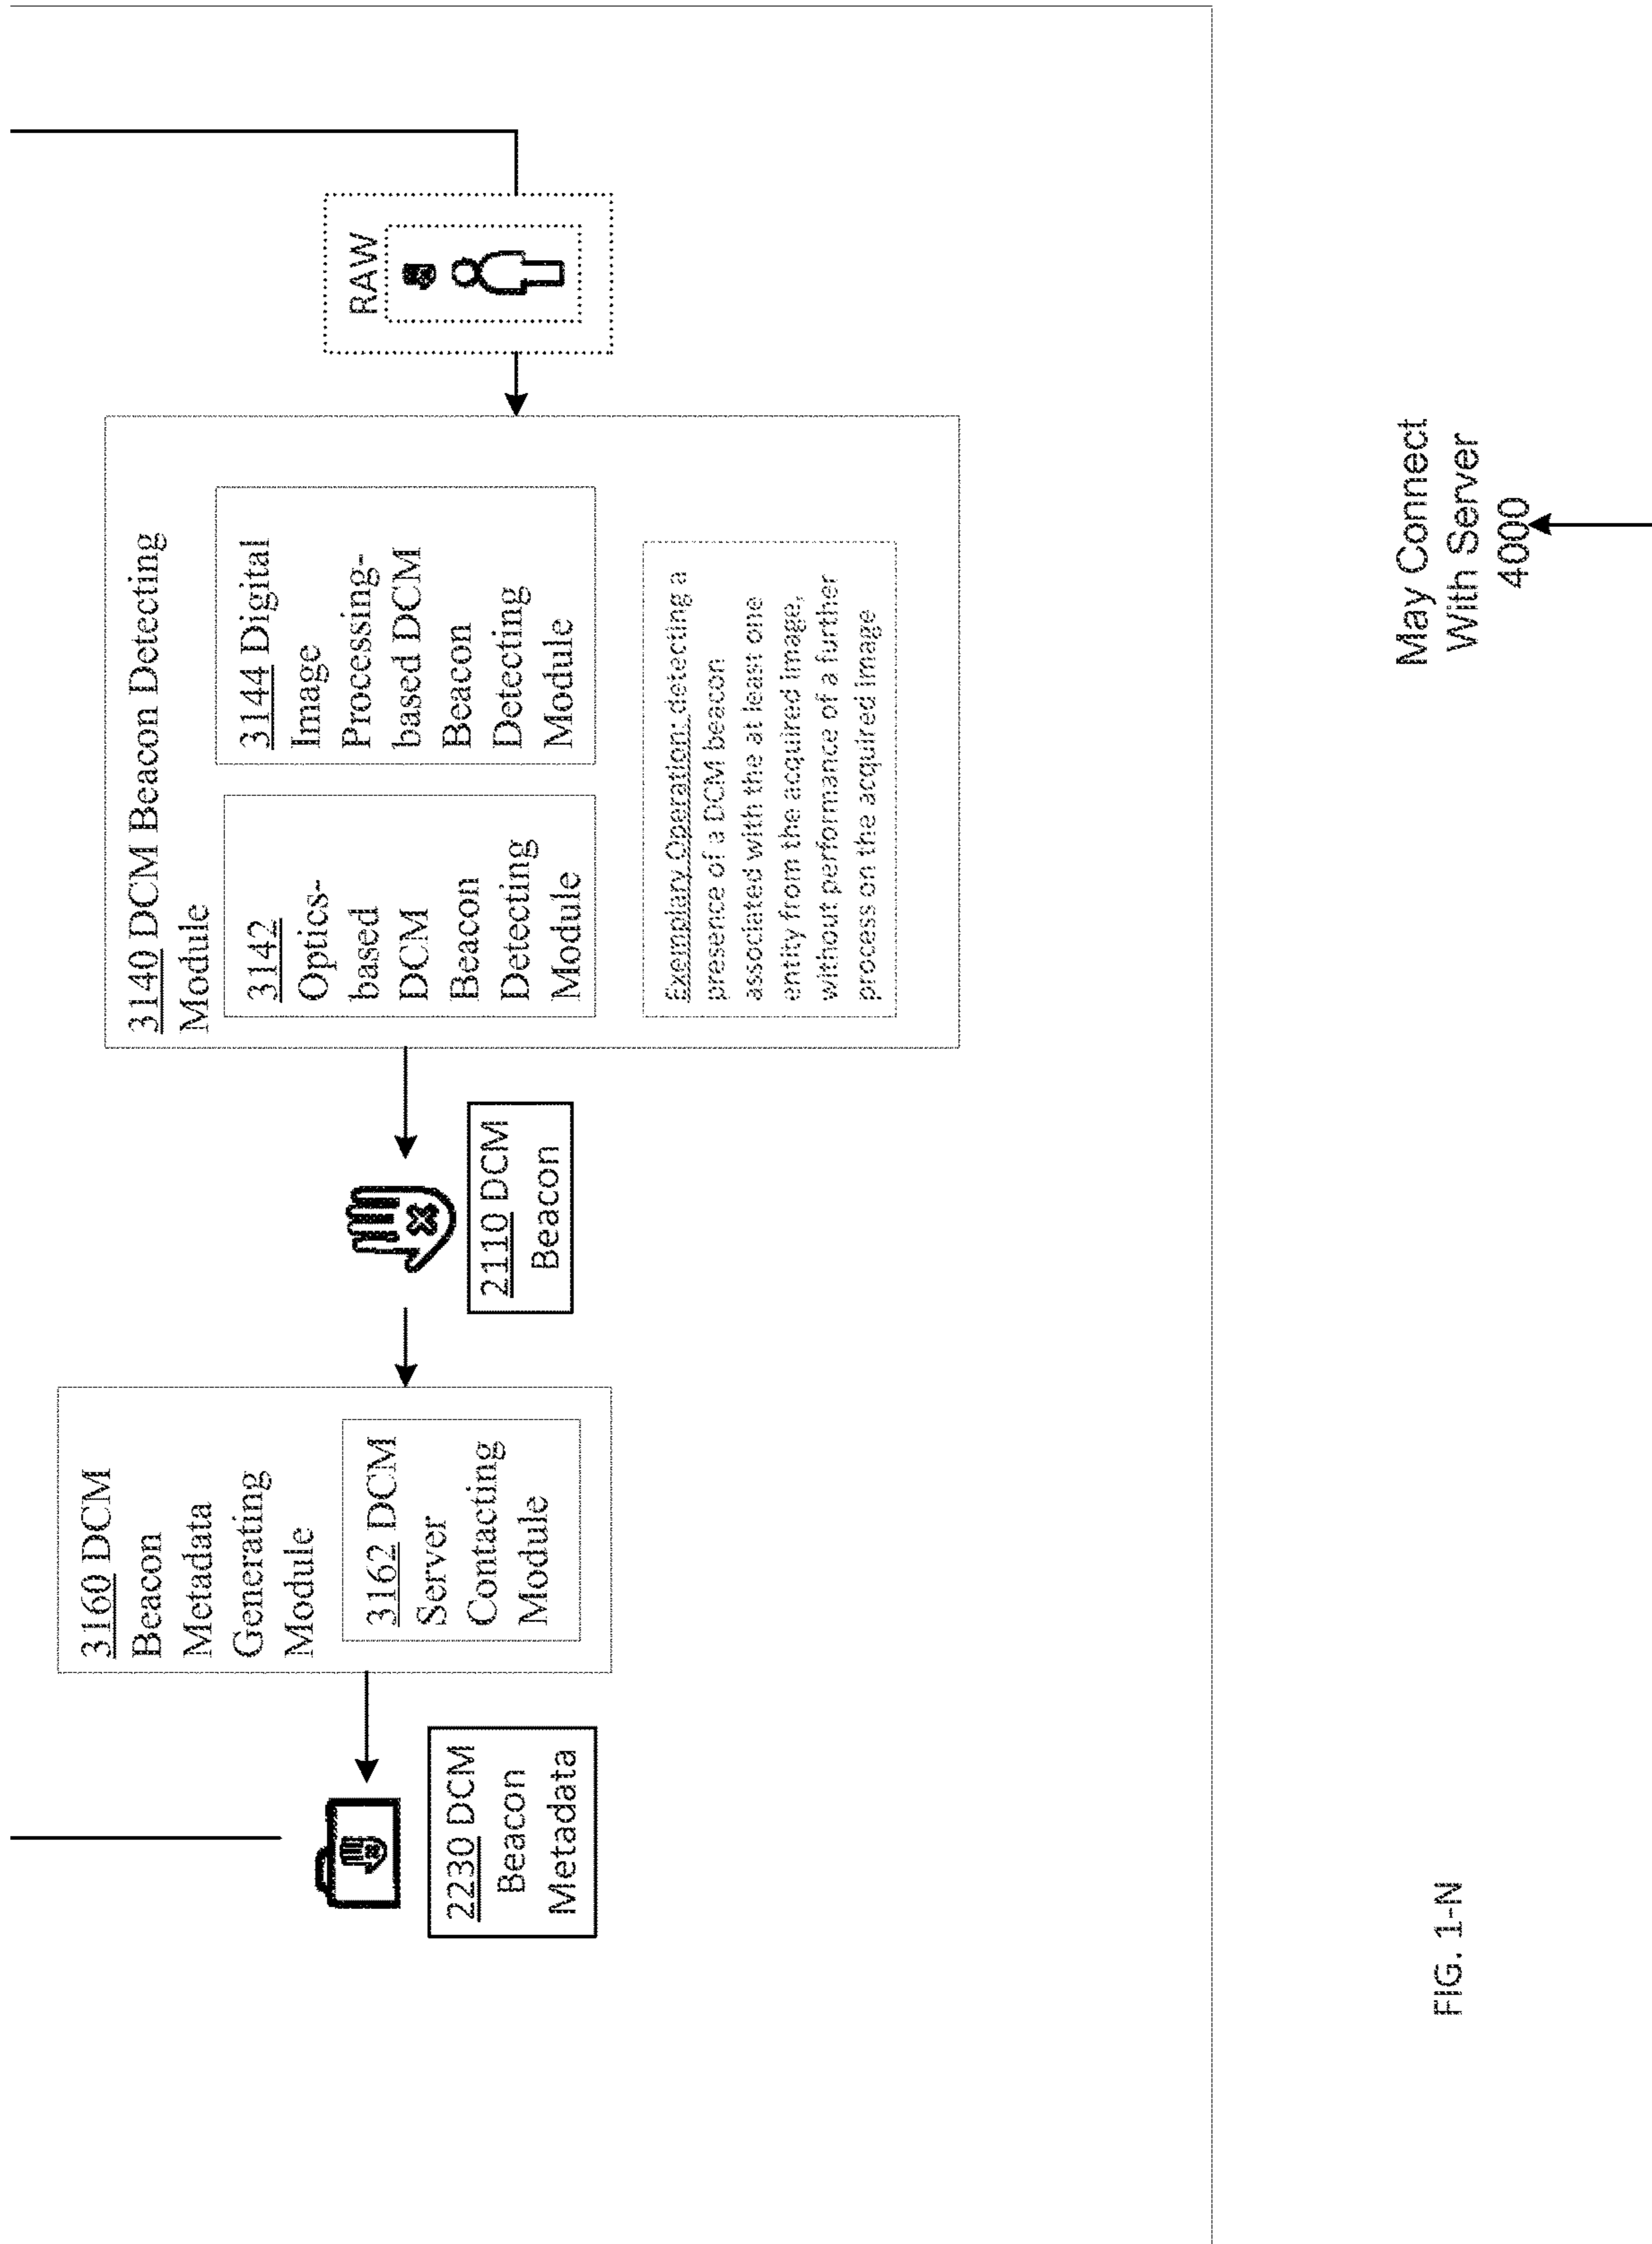 RAW
3140 DCM Beacon Detecting
Module
3142
Optics-
based
DCM
Beacon
Detecting
Module
3144 Digital
Image
Processing-
based DCM
Beacon
Detecting
Module
Exemplary Operation: detecting a
presence of a DCM beacon
associated with the at least one
entity from the acquired image,
without performance of a further
process on the acquired image
2110 DCM
Beacon
3160 DCM
Beacon
Metadata
Generating
Module
3162 DCM
Server
Contacting
Module
2230 DCM
Beacon
Metadata
May Connect
With Server
4000
FIG. 1-N